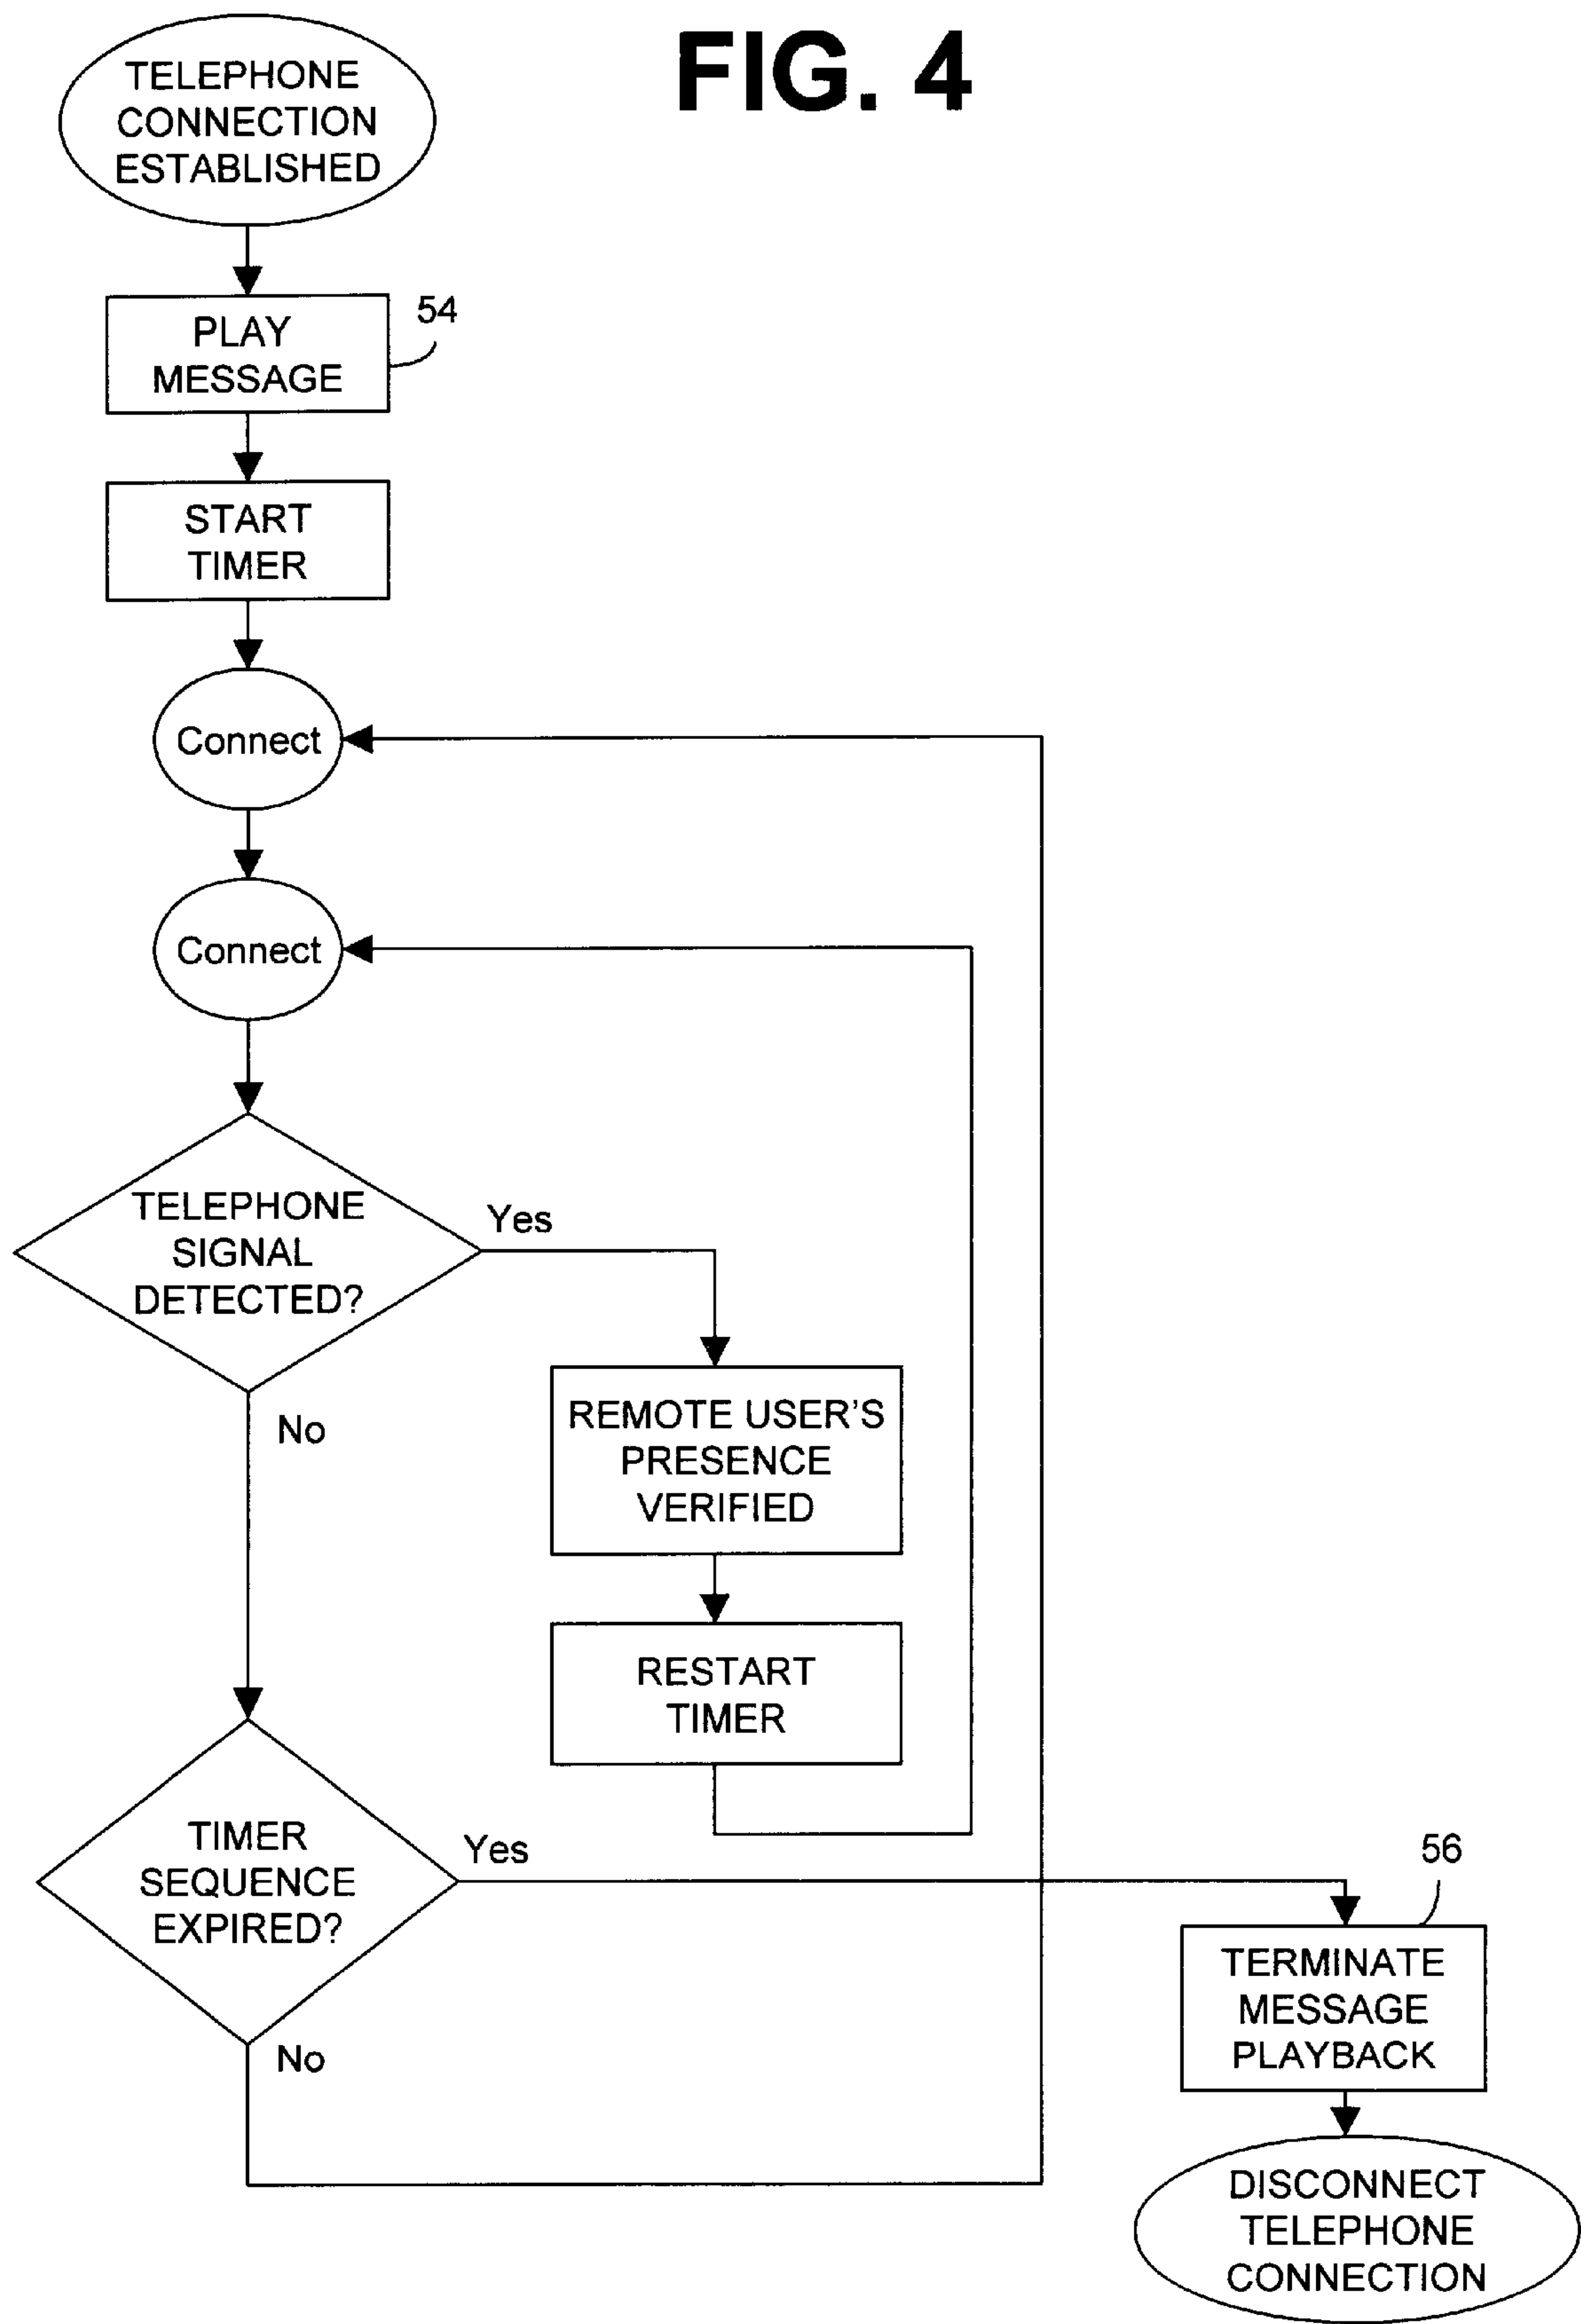 FIG. 4
TELEPHONE
CONNECTION
ESTABLISHED
54
PLAY
MESSAGE
START
TIMER
Connect
Connect
TELEPHONE
SIGNAL
DETECTED?
Yes
No
REMOTE USER'S
PRESENCE
VERIFIED
RESTART
TIMER
TIMER
SEQUENCE
EXPIRED?
Yes
No
56
TERMINATE
MESSAGE
PLAYBACK
DISCONNECT
TELEPHONE
CONNECTION